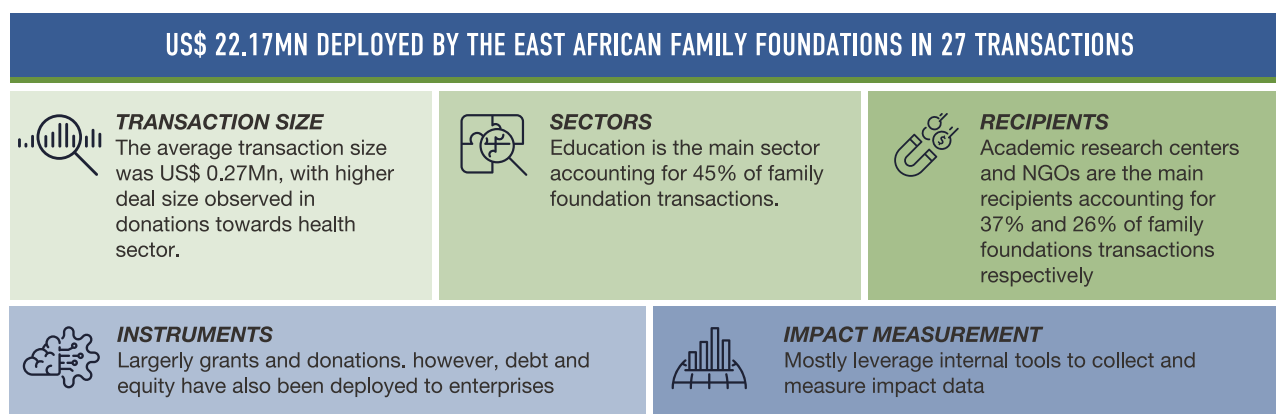 US$ 22.17MN DEPLOYED BY THE EAST AFRICAN FAMILY FOUNDATIONS IN 27 TRANSACTIONS
TRANSACTION SIZE
The average transaction size
was US$ 0.27Mn, with higher
deal size observed in
donations towards health
sector.
SECTORS
Education is the main sector
accounting for 45% of family
foundation transactions.
RECIPIENTS
Academic research centers
and NGOs are the main
recipients accounting for
37% and 26% of family
foundations transactions
respectively
INSTRUMENTS
Largerly grants and donations. however, debt and
equity have also been deployed to enterprises
IMPACT MEASUREMENT
Mostly leverage internal tools to collect and
measure impact data